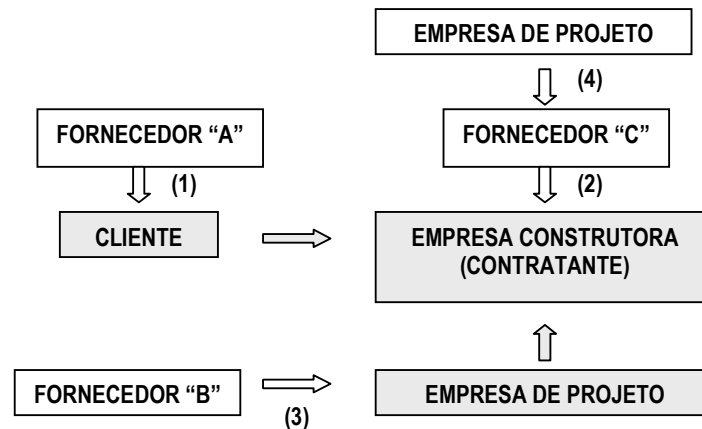 EMPRESA DE PROJETO
(4)
FORNECEDOR “A”
FORNECEDOR “C”
(1)
(2)
CLIENTE
EMPRESA CONSTRUTORA
(CONTRATANTE)
FORNECEDOR “B”
(3)
EMPRESA DE PROJETO